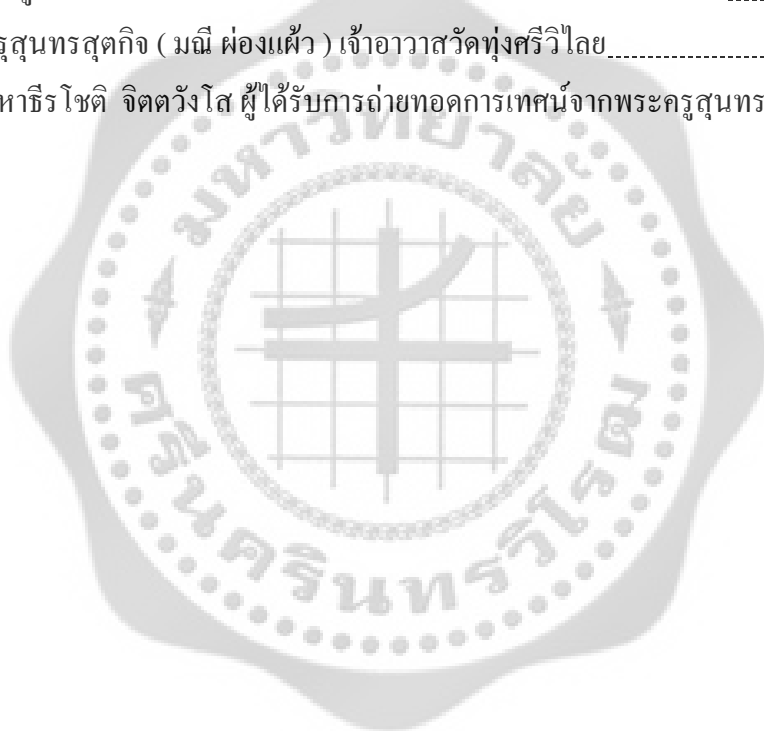 รุสุนทรสุตกิจ ( มณี ผ่องแผ้ว ) เจ้าอาวาสวัดทุ่งศรีวิไลย
หาธีรโชติ จิตตวังโส ผู้ได้รับการถ่ายทอดการเทศน์จากพระครูสุนทร
มหาวิทยาลัย
ศรีนครินทรวิโรฒ